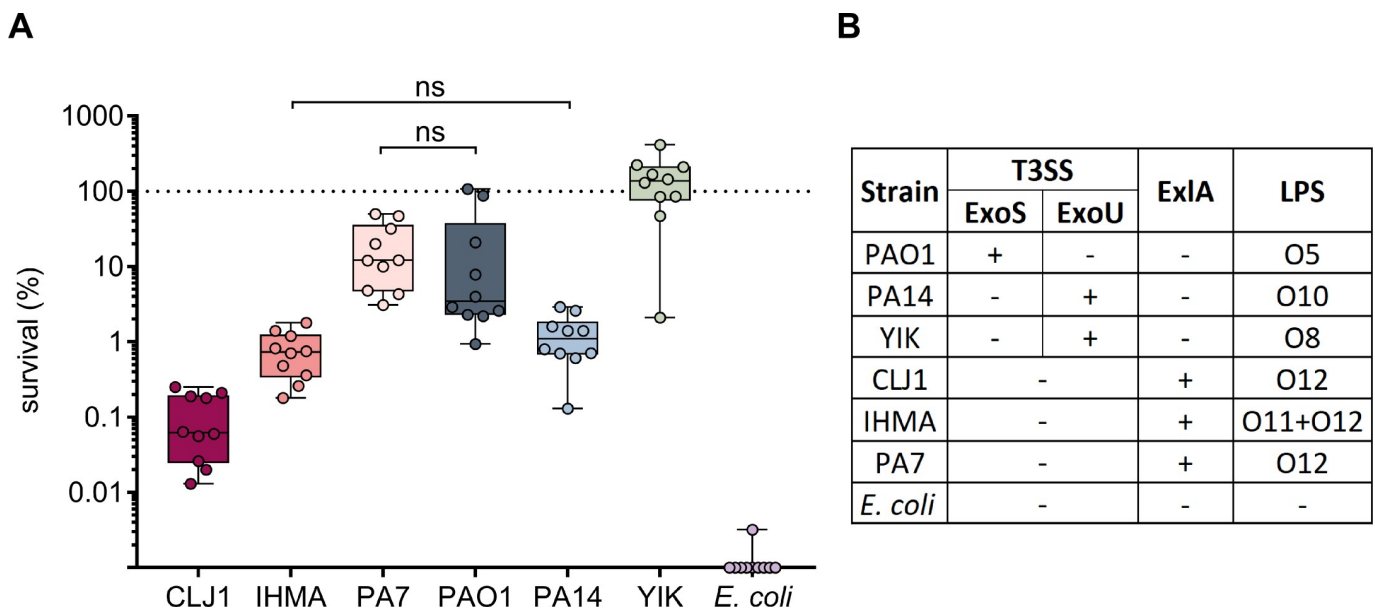 A
B
ns
ns
1000
100
10
1
0.1
0.01
survival (%)
CLJ1 IHMA PA7 PAO1 PA14 YIK E. coli
Strain T3SS ExlA LPS
ExoS ExoU
PAO1 + - - O5
PA14 - + - O10
YIK - + - O8
CLJ1 - + O12
IHMA - + O11+O12
PA7 - + O12
E. coli - - -